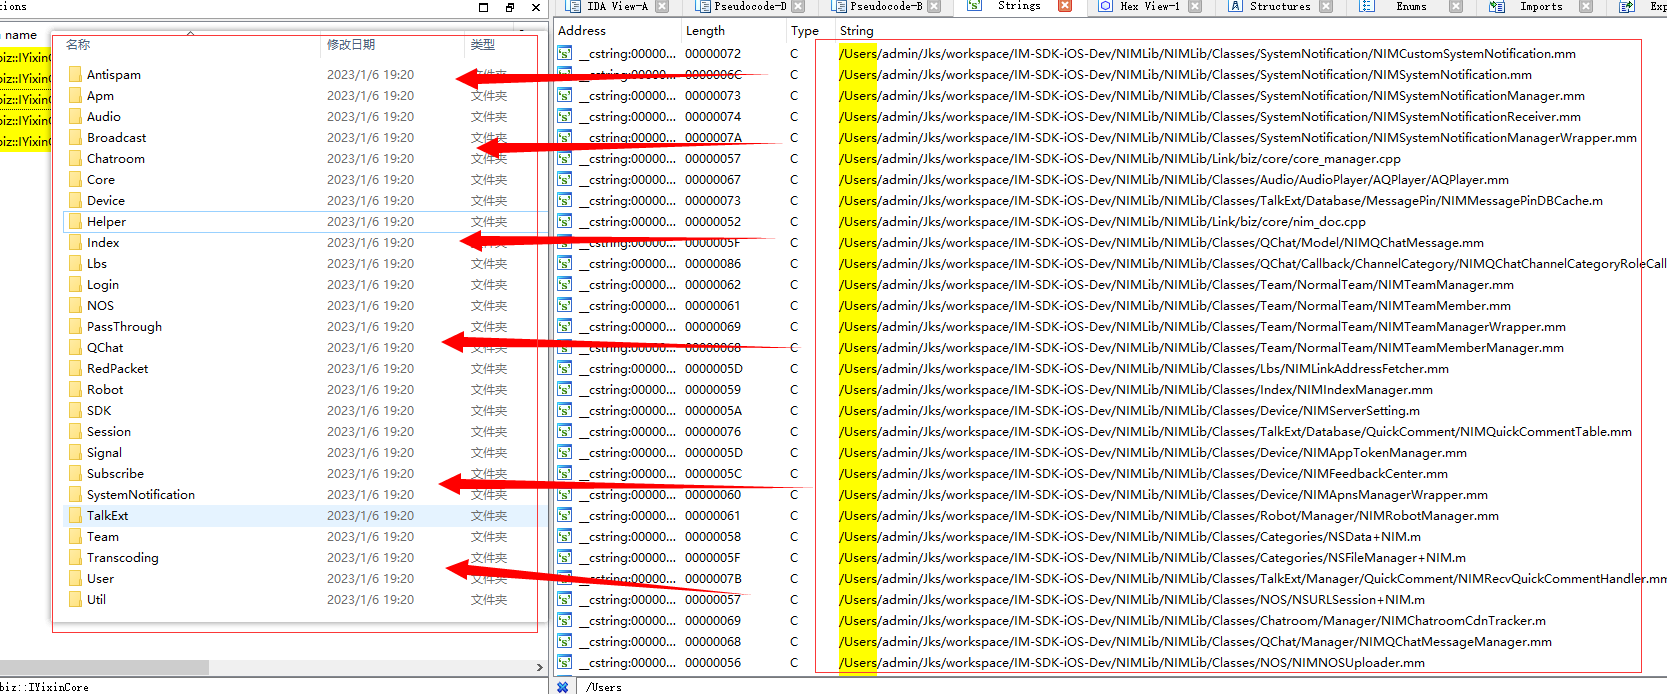 tions
IDA View-A
Pseudocode-D
Pseudocode-B
Strings
Hex View-1
Structures
Enums
Imports
Exp
name
biz::IYixinC
biz::IYixinC
biz::IYixinC
biz::IYixinC
biz::IYixinC
名称 修改日期 类型
Antispam 2023/1/6 19:20 文件夹
Apm 2023/1/6 19:20 文件夹
Audio 2023/1/6 19:20 文件夹
Broadcast 2023/1/6 19:20 文件夹
Chatroom 2023/1/6 19:20 文件夹
Core 2023/1/6 19:20 文件夹
Device 2023/1/6 19:20 文件夹
Helper 2023/1/6 19:20 文件夹
Index 2023/1/6 19:20 文件夹
Lbs 2023/1/6 19:20 文件夹
Login 2023/1/6 19:20 文件夹
NOS 2023/1/6 19:20 文件夹
PassThrough 2023/1/6 19:20 文件夹
QChat 2023/1/6 19:20 文件夹
RedPacket 2023/1/6 19:20 文件夹
Robot 2023/1/6 19:20 文件夹
SDK 2023/1/6 19:20 文件夹
Session 2023/1/6 19:20 文件夹
Signal 2023/1/6 19:20 文件夹
Subscribe 2023/1/6 19:20 文件夹
SystemNotification 2023/1/6 19:20 文件夹
TalkExt 2023/1/6 19:20 文件夹
Team 2023/1/6 19:20 文件夹
Transcoding 2023/1/6 19:20 文件夹
User 2023/1/6 19:20 文件夹
Util 2023/1/6 19:20 文件夹
biz::IYixinCore
Address Length Type String
__cstring:00000... 00000072 C /Users/admin/Jks/workspace/IM-SDK-iOS-Dev/NIMLib/NIMLib/Classes/SystemNotification/NIMCustomSystemNotification.mm
__cstring:00000... 0000006C C /Users/admin/Jks/workspace/IM-SDK-iOS-Dev/NIMLib/NIMLib/Classes/SystemNotification/NIMSystemNotification.mm
__cstring:00000... 00000073 C /Users/admin/Jks/workspace/IM-SDK-iOS-Dev/NIMLib/NIMLib/Classes/SystemNotification/NIMSystemNotificationManager.mm
__cstring:00000... 00000074 C /Users/admin/Jks/workspace/IM-SDK-iOS-Dev/NIMLib/NIMLib/Classes/SystemNotification/NIMSystemNotificationReceiver.mm
__cstring:00000... 0000007A C /Users/admin/Jks/workspace/IM-SDK-iOS-Dev/NIMLib/NIMLib/Classes/SystemNotification/NIMSystemNotificationManagerWrapper.mm
__cstring:00000... 00000057 C /Users/admin/Jks/workspace/IM-SDK-iOS-Dev/NIMLib/NIMLib/Link/biz/core/core_manager.cpp
__cstring:00000... 00000067 C /Users/admin/Jks/workspace/IM-SDK-iOS-Dev/NIMLib/NIMLib/Classes/Audio/AudioPlayer/AQPlayer/AQPlayer.mm
__cstring:00000... 00000073 C /Users/admin/Jks/workspace/IM-SDK-iOS-Dev/NIMLib/NIMLib/Classes/TalkExt/Database/MessagePin/NIMMessagePinDBCache.m
__cstring:00000... 00000052 C /Users/admin/Jks/workspace/IM-SDK-iOS-Dev/NIMLib/NIMLib/Link/biz/core/nim_doc.cpp
__cstring:00000... 0000005F C /Users/admin/Jks/workspace/IM-SDK-iOS-Dev/NIMLib/NIMLib/Classes/QChat/Model/NIMQChatMessage.mm
__cstring:00000... 00000086 C /Users/admin/Jks/workspace/IM-SDK-iOS-Dev/NIMLib/NIMLib/Classes/QChat/Callback/ChannelCategory/NIMQChatChannelCategoryRoleCall
__cstring:00000... 00000062 C /Users/admin/Jks/workspace/IM-SDK-iOS-Dev/NIMLib/NIMLib/Classes/Team/NormalTeam/NIMTeamManager.mm
__cstring:00000... 00000061 C /Users/admin/Jks/workspace/IM-SDK-iOS-Dev/NIMLib/NIMLib/Classes/Team/NormalTeam/NIMTeamMember.mm
__cstring:00000... 00000069 C /Users/admin/Jks/workspace/IM-SDK-iOS-Dev/NIMLib/NIMLib/Classes/Team/NormalTeam/NIMTeamManagerWrapper.mm
__cstring:00000... 00000068 C /Users/admin/Jks/workspace/IM-SDK-iOS-Dev/NIMLib/NIMLib/Classes/Team/NormalTeam/NIMTeamMemberManager.mm
__cstring:00000... 0000005D C /Users/admin/Jks/workspace/IM-SDK-iOS-Dev/NIMLib/NIMLib/Classes/Lbs/NIMLinkAddressFetcher.mm
__cstring:00000... 00000059 C /Users/admin/Jks/workspace/IM-SDK-iOS-Dev/NIMLib/NIMLib/Classes/Index/NIMIndexManager.mm
__cstring:00000... 0000005A C /Users/admin/Jks/workspace/IM-SDK-iOS-Dev/NIMLib/NIMLib/Classes/Device/NIMServerSetting.m
__cstring:00000... 00000076 C /Users/admin/Jks/workspace/IM-SDK-iOS-Dev/NIMLib/NIMLib/Classes/TalkExt/Database/QuickComment/NIMQuickCommentTable.mm
__cstring:00000... 0000005D C /Users/admin/Jks/workspace/IM-SDK-iOS-Dev/NIMLib/NIMLib/Classes/Device/NIMAppTokenManager.mm
__cstring:00000... 0000005C C /Users/admin/Jks/workspace/IM-SDK-iOS-Dev/NIMLib/NIMLib/Classes/Device/NIMFeedbackCenter.mm
__cstring:00000... 00000060 C /Users/admin/Jks/workspace/IM-SDK-iOS-Dev/NIMLib/NIMLib/Classes/Device/NIMApnsManagerWrapper.mm
__cstring:00000... 00000061 C /Users/admin/Jks/workspace/IM-SDK-iOS-Dev/NIMLib/NIMLib/Classes/Robot/Manager/NIMRobotManager.mm
__cstring:00000... 00000058 C /Users/admin/Jks/workspace/IM-SDK-iOS-Dev/NIMLib/NIMLib/Classes/Categories/NSData+NIM.m
__cstring:00000... 0000005F C /Users/admin/Jks/workspace/IM-SDK-iOS-Dev/NIMLib/NIMLib/Classes/Categories/NSFileManager+NIM.m
__cstring:00000... 0000007B C /Users/admin/Jks/workspace/IM-SDK-iOS-Dev/NIMLib/NIMLib/Classes/TalkExt/Manager/QuickComment/NIMRecvQuickCommentHandler.mm
__cstring:00000... 00000057 C /Users/admin/Jks/workspace/IM-SDK-iOS-Dev/NIMLib/NIMLib/Classes/NOS/NSURLSession+NIM.m
__cstring:00000... 00000069 C /Users/admin/Jks/workspace/IM-SDK-iOS-Dev/NIMLib/NIMLib/Classes/Chatroom/Manager/NIMChatroomCdnTracker.m
__cstring:00000... 00000068 C /Users/admin/Jks/workspace/IM-SDK-iOS-Dev/NIMLib/NIMLib/Classes/QChat/Manager/NIMQChatMessageManager.mm
__cstring:00000... 00000056 C /Users/admin/Jks/workspace/IM-SDK-iOS-Dev/NIMLib/NIMLib/Classes/NOS/NIMNOSUploader.mm
/Users